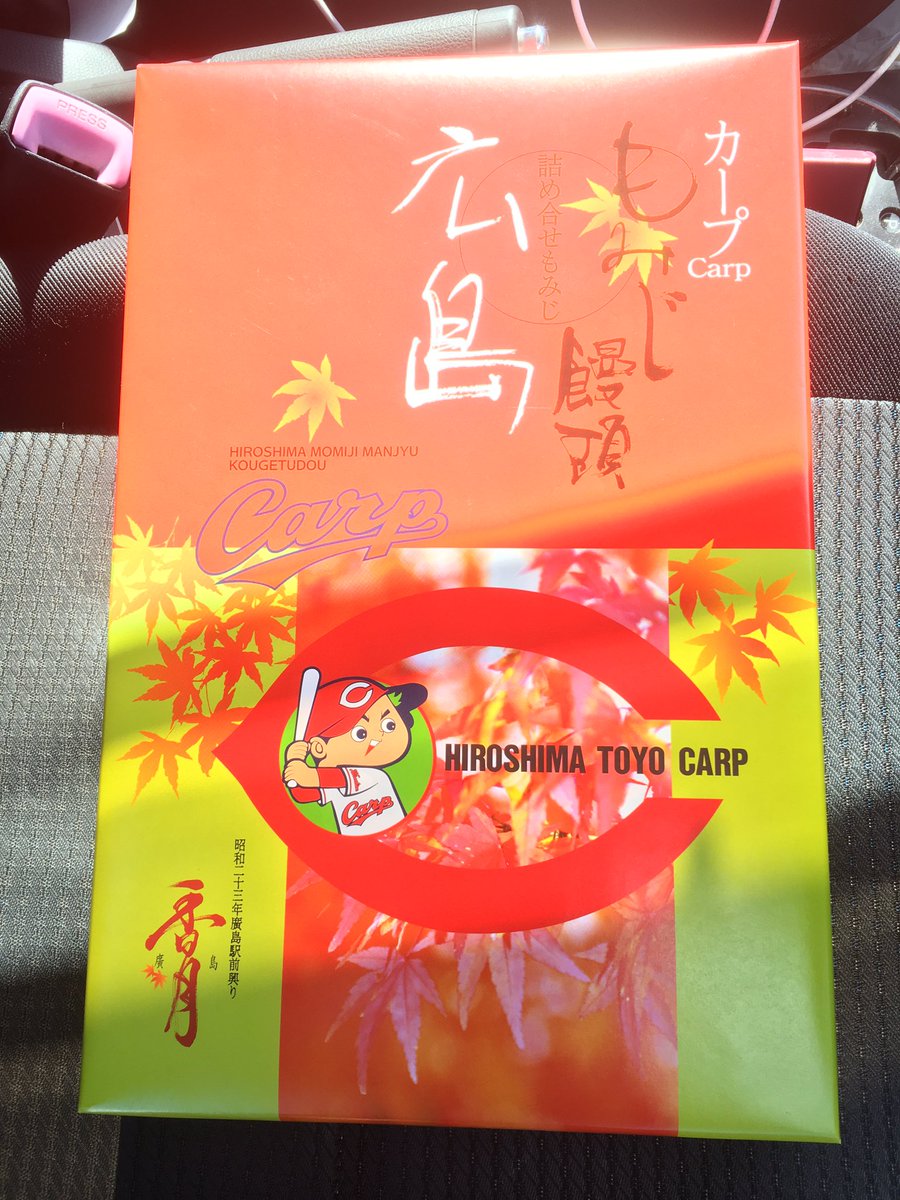 PRESS
カープ
Carp
もみじ
饅頭
詰め合せもみじ
広島
HIROSHIMA MOMIJI MANJYU
KOUGETUDOU
Carp
C
Carp
HIROSHIMA TOYO CARP
昭和二十三年廣島駅前興り
香月
廣島